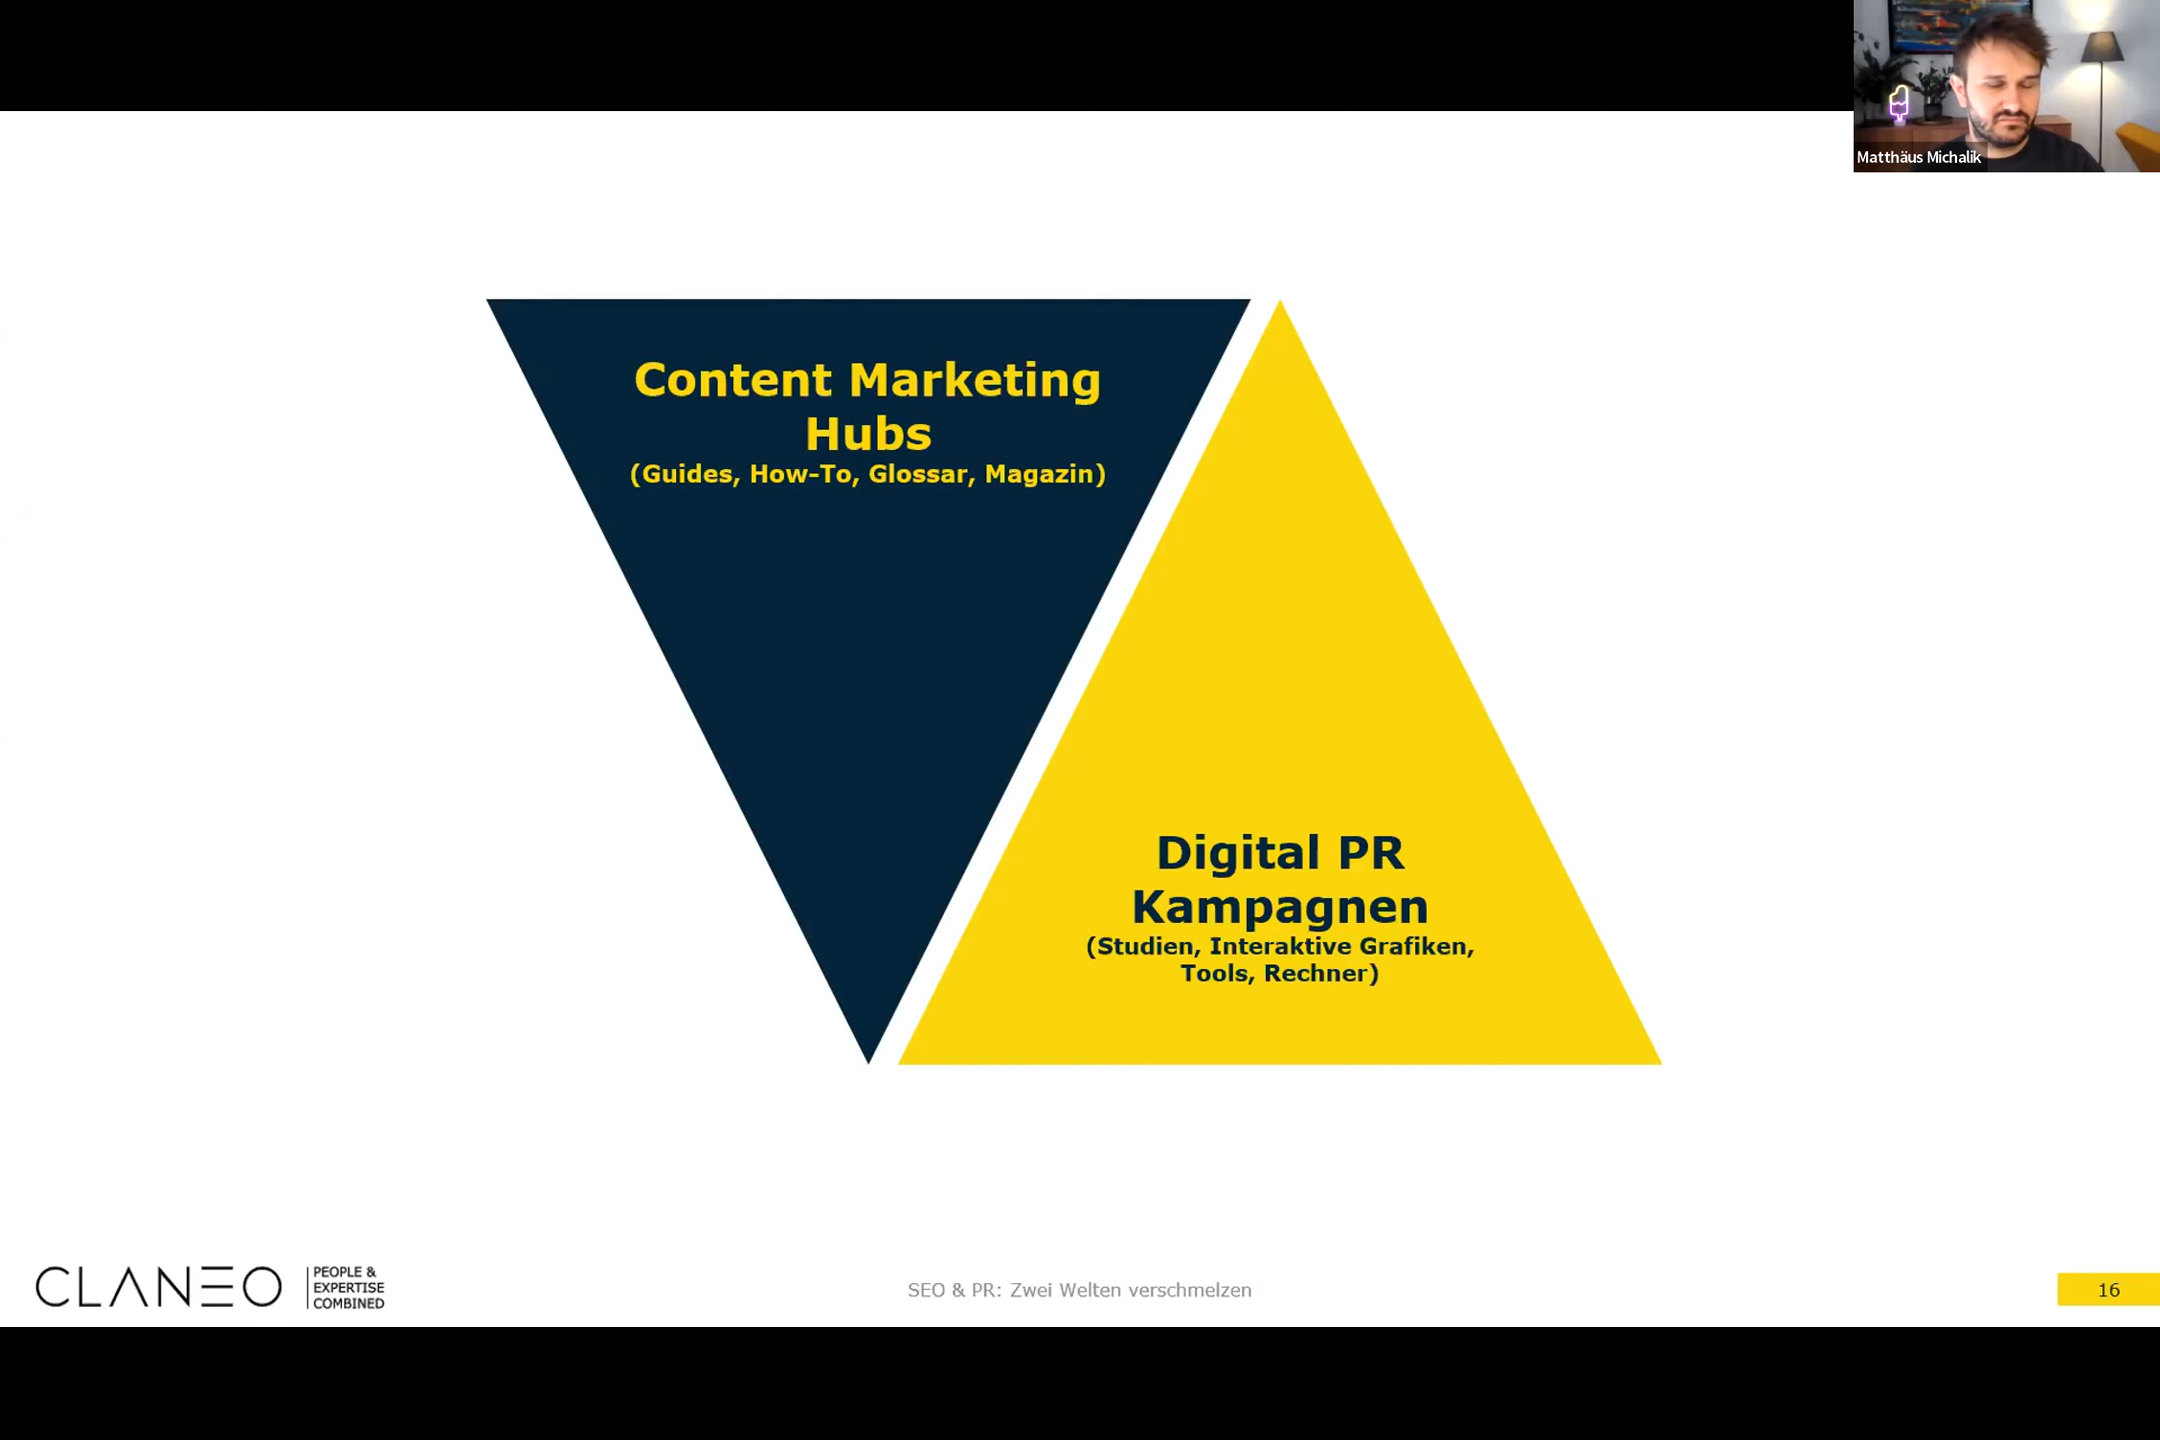 Matthäus Michalik
Content Marketing
Hubs
(Guides, How-To, Glossar, Magazin)
Digital PR
Kampagnen
(Studien, Interaktive Grafiken,
Tools, Rechner)
CLANEO
PEOPLE &
EXPERTISE
COMBINED
SEO & PR: Zwei Welten verschmelzen
16